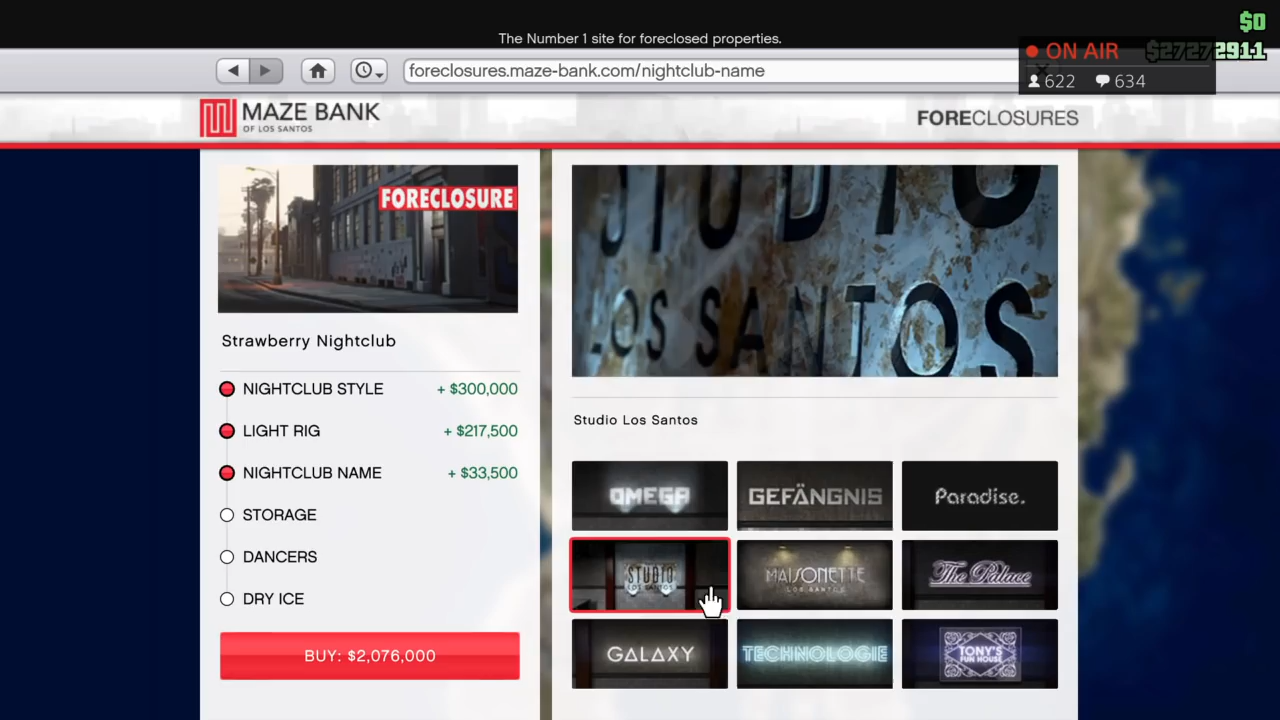 $0
The Number 1 site for foreclosed properties.
ON AIR
$27272911
622 634
foreclosures.maze-bank.com/nightclub-name
MAZE BANK
OF LOS SANTOS
FORECLOSURES
FORECLOSURE
STUDIO
LOS SANTOS
Strawberry Nightclub
NIGHTCLUB STYLE + $300,000
LIGHT RIG + $217,500
NIGHTCLUB NAME + $33,500
STORAGE
DANCERS
DRY ICE
BUY: $2,076,000
Studio Los Santos
OMEGA GEFÄNGNIS Paradise.
STUDIO
LOS SANTOS
MAISONETTE
LOS SANTOS
The Palace
GALAXY TECHNOLOGIE
TONY'S
FUN HOUSE